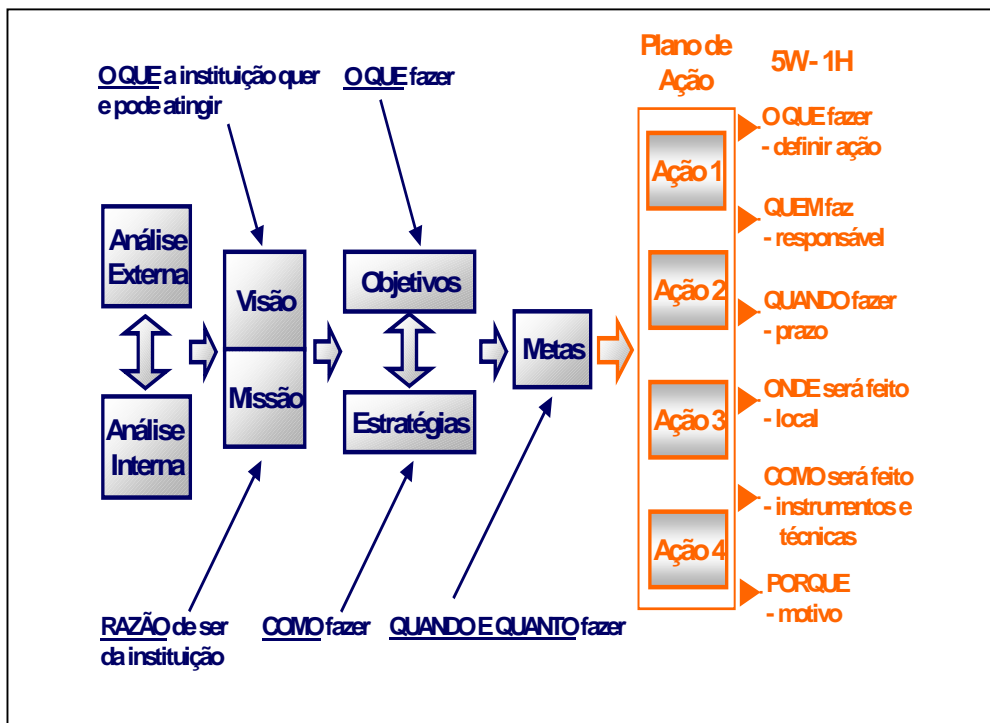 O QUE a instituição quer
e pode atingir
O QUE fazer
Plano de
Ação
5W- 1H
Análise
Externa
Análise
Interna
Visão
Missão
Objetivos
Estratégias
Metas
Ação 1
Ação 2
Ação 3
Ação 4
O QUE fazer
- definir ação
QUEM faz
- responsável
QUANDO fazer
- prazo
ONDE será feito
- local
COMO será feito
- instrumentos e
técnicas
PORQUE
- motivo
RAZÃO de ser
da instituição
COMO fazer
QUANDO E QUANTO fazer